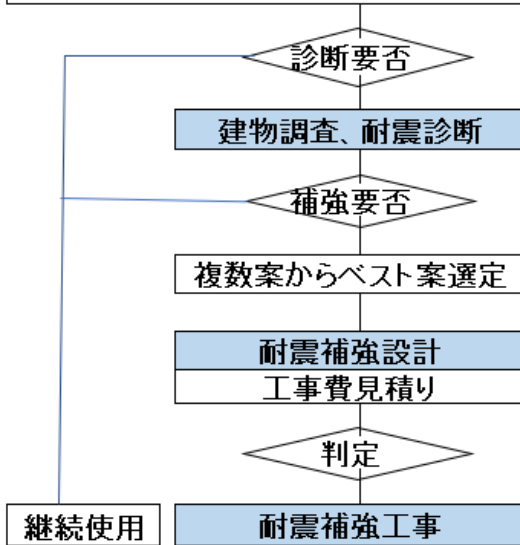 診断要否
建物調査、耐震診断
補強要否
複数案からベスト案選定
耐震補強設計
工事費見積り
判定
継続使用
耐震補強工事